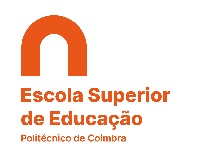 Escola Superior
de Educação
Politécnico de Coimbra